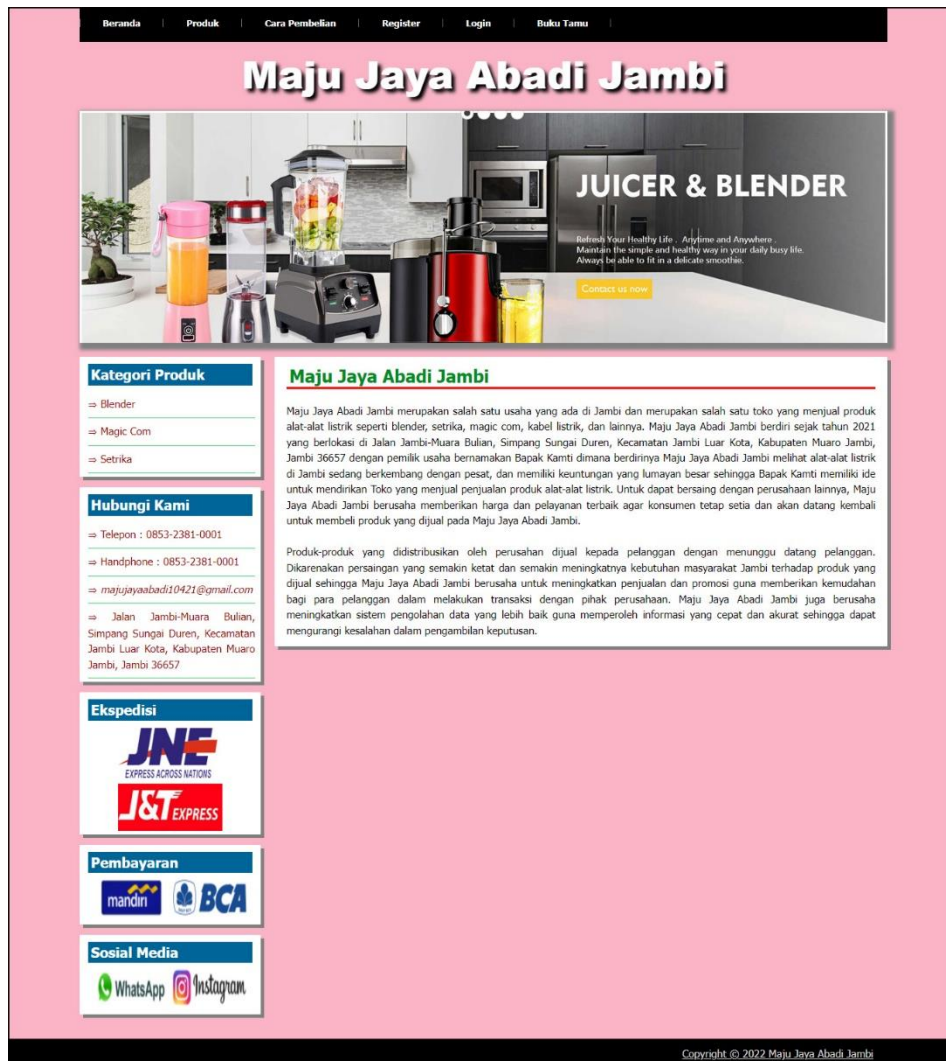 Beranda | Produk | Cara Pembelian | Register | Login | Buku Tamu |
Maju Jaya Abadi Jambi
JUICER & BLENDER
Refresh Your Healthy Life . Anytime and Anywhere .
Maintain the simple and healthy way in your daily busy life.
Always be able to fit in a delicate smoothie.
Contact us now
Kategori Produk
⇒ Blender
⇒ Magic Com
⇒ Setrika
Hubungi Kami
⇒ Telepon : 0853-2381-0001
⇒ Handphone : 0853-2381-0001
⇒ majujayaabadi10421@gmail.com
⇒ Jalan Jambi-Muara Bulian,
Simpang Sungai Duren, Kecamatan
Jambi Luar Kota, Kabupaten Muaro
Jambi, Jambi 36657
Ekspedisi
JNE
EXPRESS ACROSS NATIONS
J&T EXPRESS
Pembayaran
mandiri BCA
Sosial Media
WhatsApp Instagram
Maju Jaya Abadi Jambi
Maju Jaya Abadi Jambi merupakan salah satu usaha yang ada di Jambi dan merupakan salah satu toko yang menjual produk
alat-alat listrik seperti blender, setrika, magic com, kabel listrik, dan lainnya. Maju Jaya Abadi Jambi berdiri sejak tahun 2021
yang berlokasi di Jalan Jambi-Muara Bulian, Simpang Sungai Duren, Kecamatan Jambi Luar Kota, Kabupaten Muaro Jambi,
Jambi 36657 dengan pemilik usaha bernamakan Bapak Kamti dimana berdirinya Maju Jaya Abadi Jambi melihat alat-alat listrik
di Jambi sedang berkembang dengan pesat, dan memiliki keuntungan yang lumayan besar sehingga Bapak Kamti memiliki ide
untuk mendirikan Toko yang menjual penjualan produk alat-alat listrik. Untuk dapat bersaing dengan perusahaan lainnya, Maju
Jaya Abadi Jambi berusaha memberikan harga dan pelayanan terbaik agar konsumen tetap setia dan akan datang kembali
untuk membeli produk yang dijual pada Maju Jaya Abadi Jambi.
Produk-produk yang didistribusikan oleh perusahan dijual kepada pelanggan dengan menunggu datang pelanggan.
Dikarenakan persaingan yang semakin ketat dan semakin meningkatnya kebutuhan masyarakat Jambi terhadap produk yang
dijual sehingga Maju Jaya Abadi Jambi berusaha untuk meningkatkan penjualan dan promosi guna memberikan kemudahan
bagi para pelanggan dalam melakukan transaksi dengan pihak perusahaan. Maju Jaya Abadi Jambi juga berusaha
meningkatkan sistem pengolahan data yang lebih baik guna memperoleh informasi yang cepat dan akurat sehingga dapat
mengurangi kesalahan dalam pengambilan keputusan.
Copyright © 2022 Maju Jaya Abadi Jambi